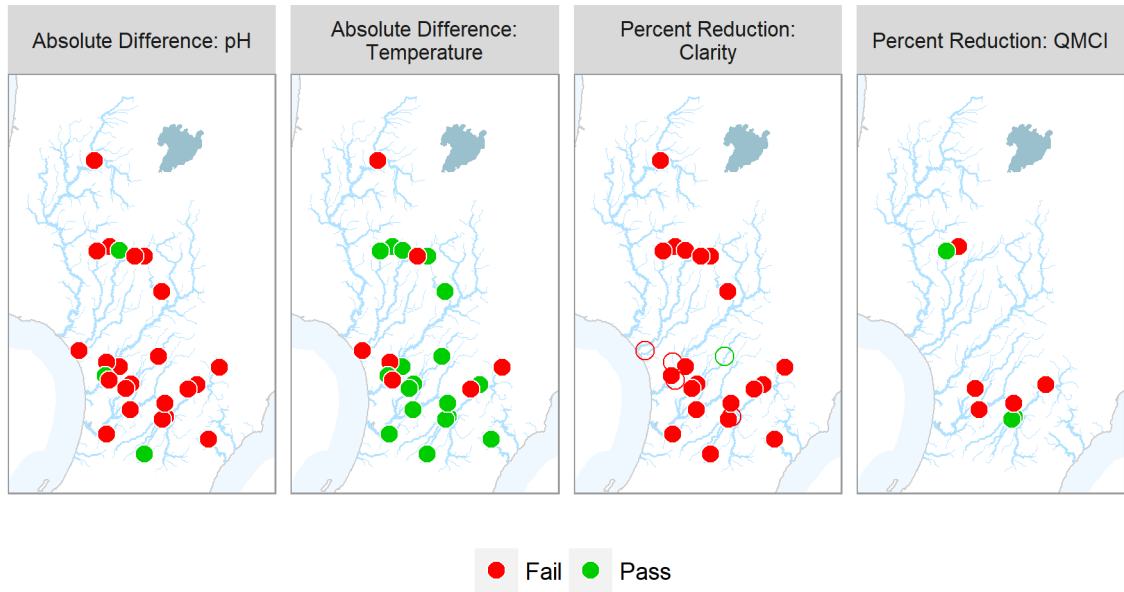 Absolute Difference: pH
Absolute Difference:
Temperature
Percent Reduction:
Clarity
Percent Reduction: QMCI
Fail
Pass